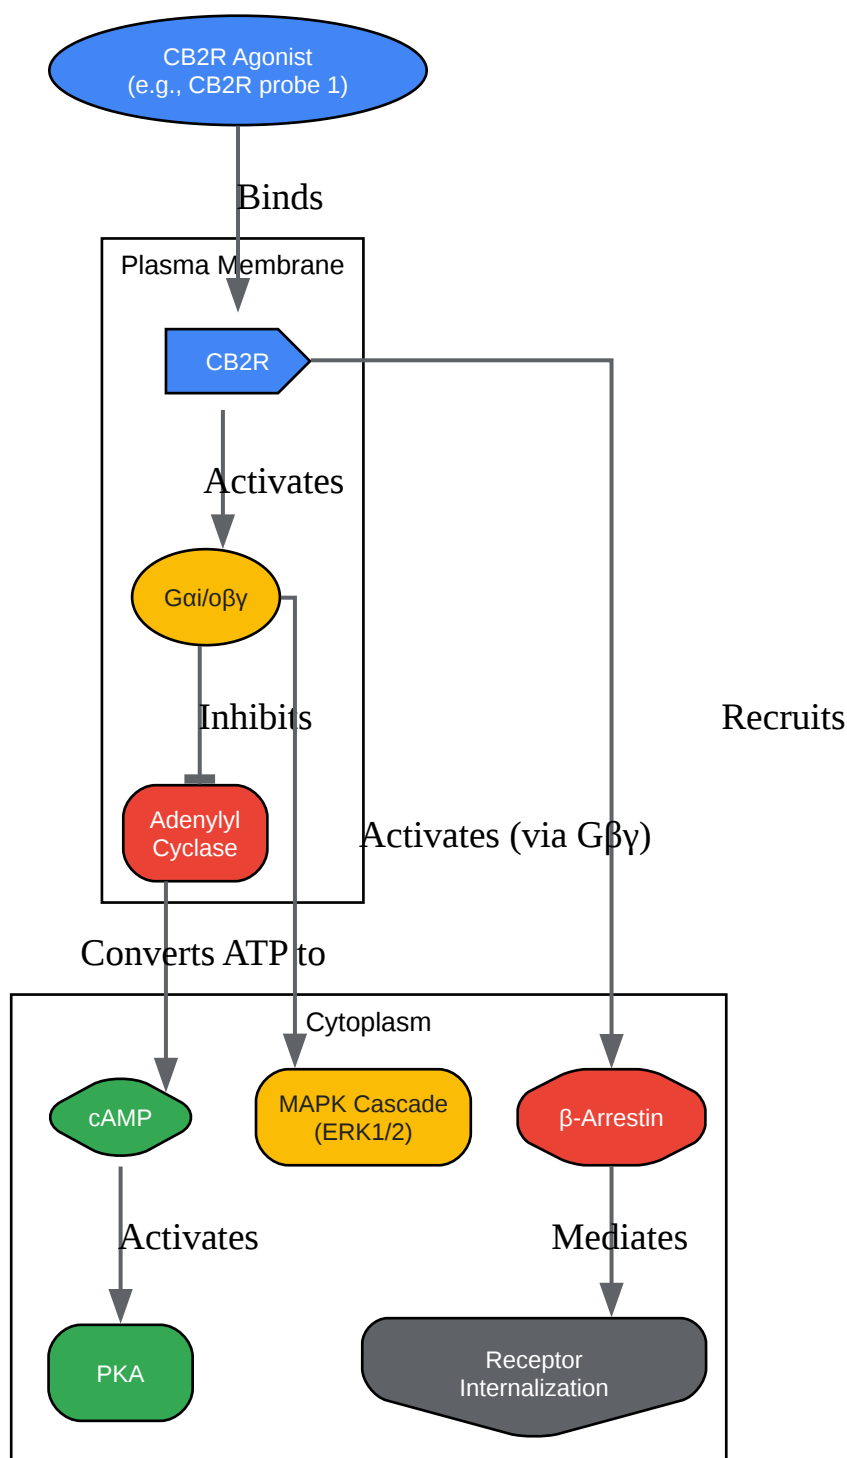 CB2R Agonist
(e.g., CB2R probe 1)
Binds
Plasma Membrane
CB2R
Activates
Gαi/oβγ
Inhibits
Recruits
Adenylyl
Cyclase
Activates (via Gβγ)
Converts ATP to
Cytoplasm
cAMP
MAPK Cascade
(ERK1/2)
β-Arrestin
Activates
Mediates
PKA
Receptor
Internalization